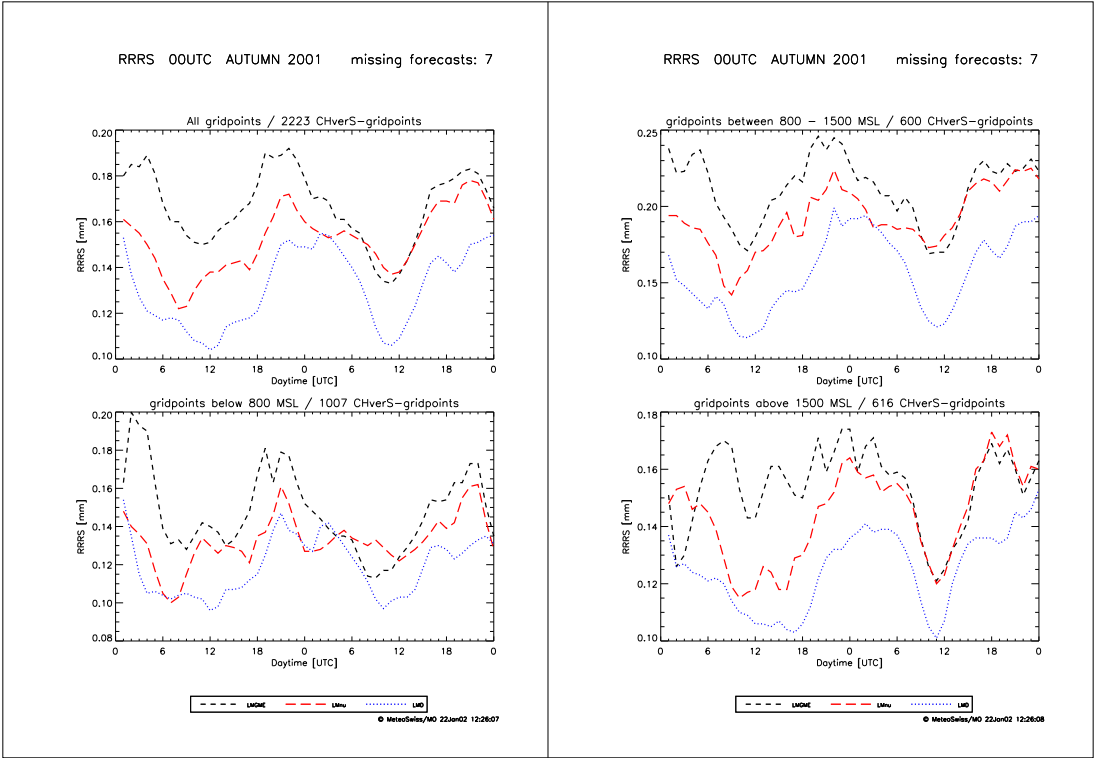 RRRS 00UTC AUTUMN 2001 missing forecasts: 7
All gridpoints / 2223 CHverS-gridpoints
RRRS [mm]
0.20
0.18
0.16
0.14
0.12
0.10
0 6 12 18 0 6 12 18 0
Daytime [UTC]
gridpoints below 800 MSL / 1007 CHverS-gridpoints
RRRS [mm]
0.20
0.18
0.16
0.14
0.12
0.10
0.08
0 6 12 18 0 6 12 18 0
Daytime [UTC]
LMGME LMnu LMD
© MeteoSwiss/MO 22Jan02 12:26:07
RRRS 00UTC AUTUMN 2001 missing forecasts: 7
gridpoints between 800 - 1500 MSL / 600 CHverS-gridpoints
RRRS [mm]
0.25
0.20
0.15
0.10
0 6 12 18 0 6 12 18 0
Daytime [UTC]
gridpoints above 1500 MSL / 616 CHverS-gridpoints
RRRS [mm]
0.18
0.16
0.14
0.12
0.10
0 6 12 18 0 6 12 18 0
Daytime [UTC]
LMGME LMnu LMD
© MeteoSwiss/MO 22Jan02 12:26:08